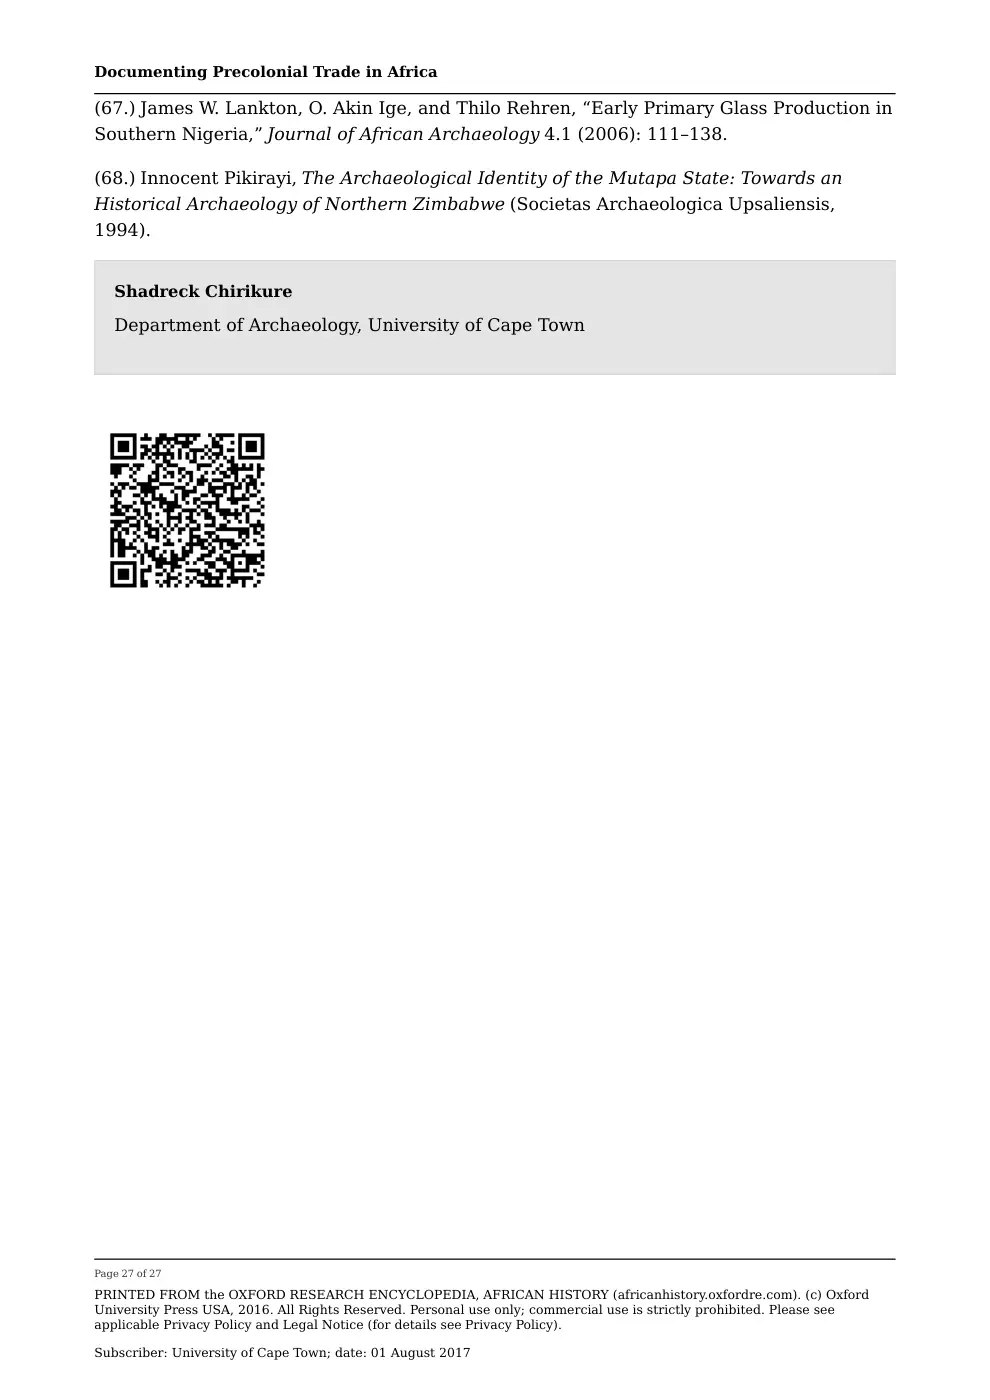 Documenting Precolonial Trade in Africa
(67.) James W. Lankton, O. Akin Ige, and Thilo Rehren, “Early Primary Glass Production in
Southern Nigeria,” Journal of African Archaeology 4.1 (2006): 111–138.
(68.) Innocent Pikirayi, The Archaeological Identity of the Mutapa State: Towards an
Historical Archaeology of Northern Zimbabwe (Societas Archaeologica Upsaliensis,
1994).
Shadreck Chirikure
Department of Archaeology, University of Cape Town
Page 27 of 27
PRINTED FROM the OXFORD RESEARCH ENCYCLOPEDIA, AFRICAN HISTORY (africanhistory.oxfordre.com). (c) Oxford
University Press USA, 2016. All Rights Reserved. Personal use only; commercial use is strictly prohibited. Please see
applicable Privacy Policy and Legal Notice (for details see Privacy Policy).
Subscriber: University of Cape Town; date: 01 August 2017